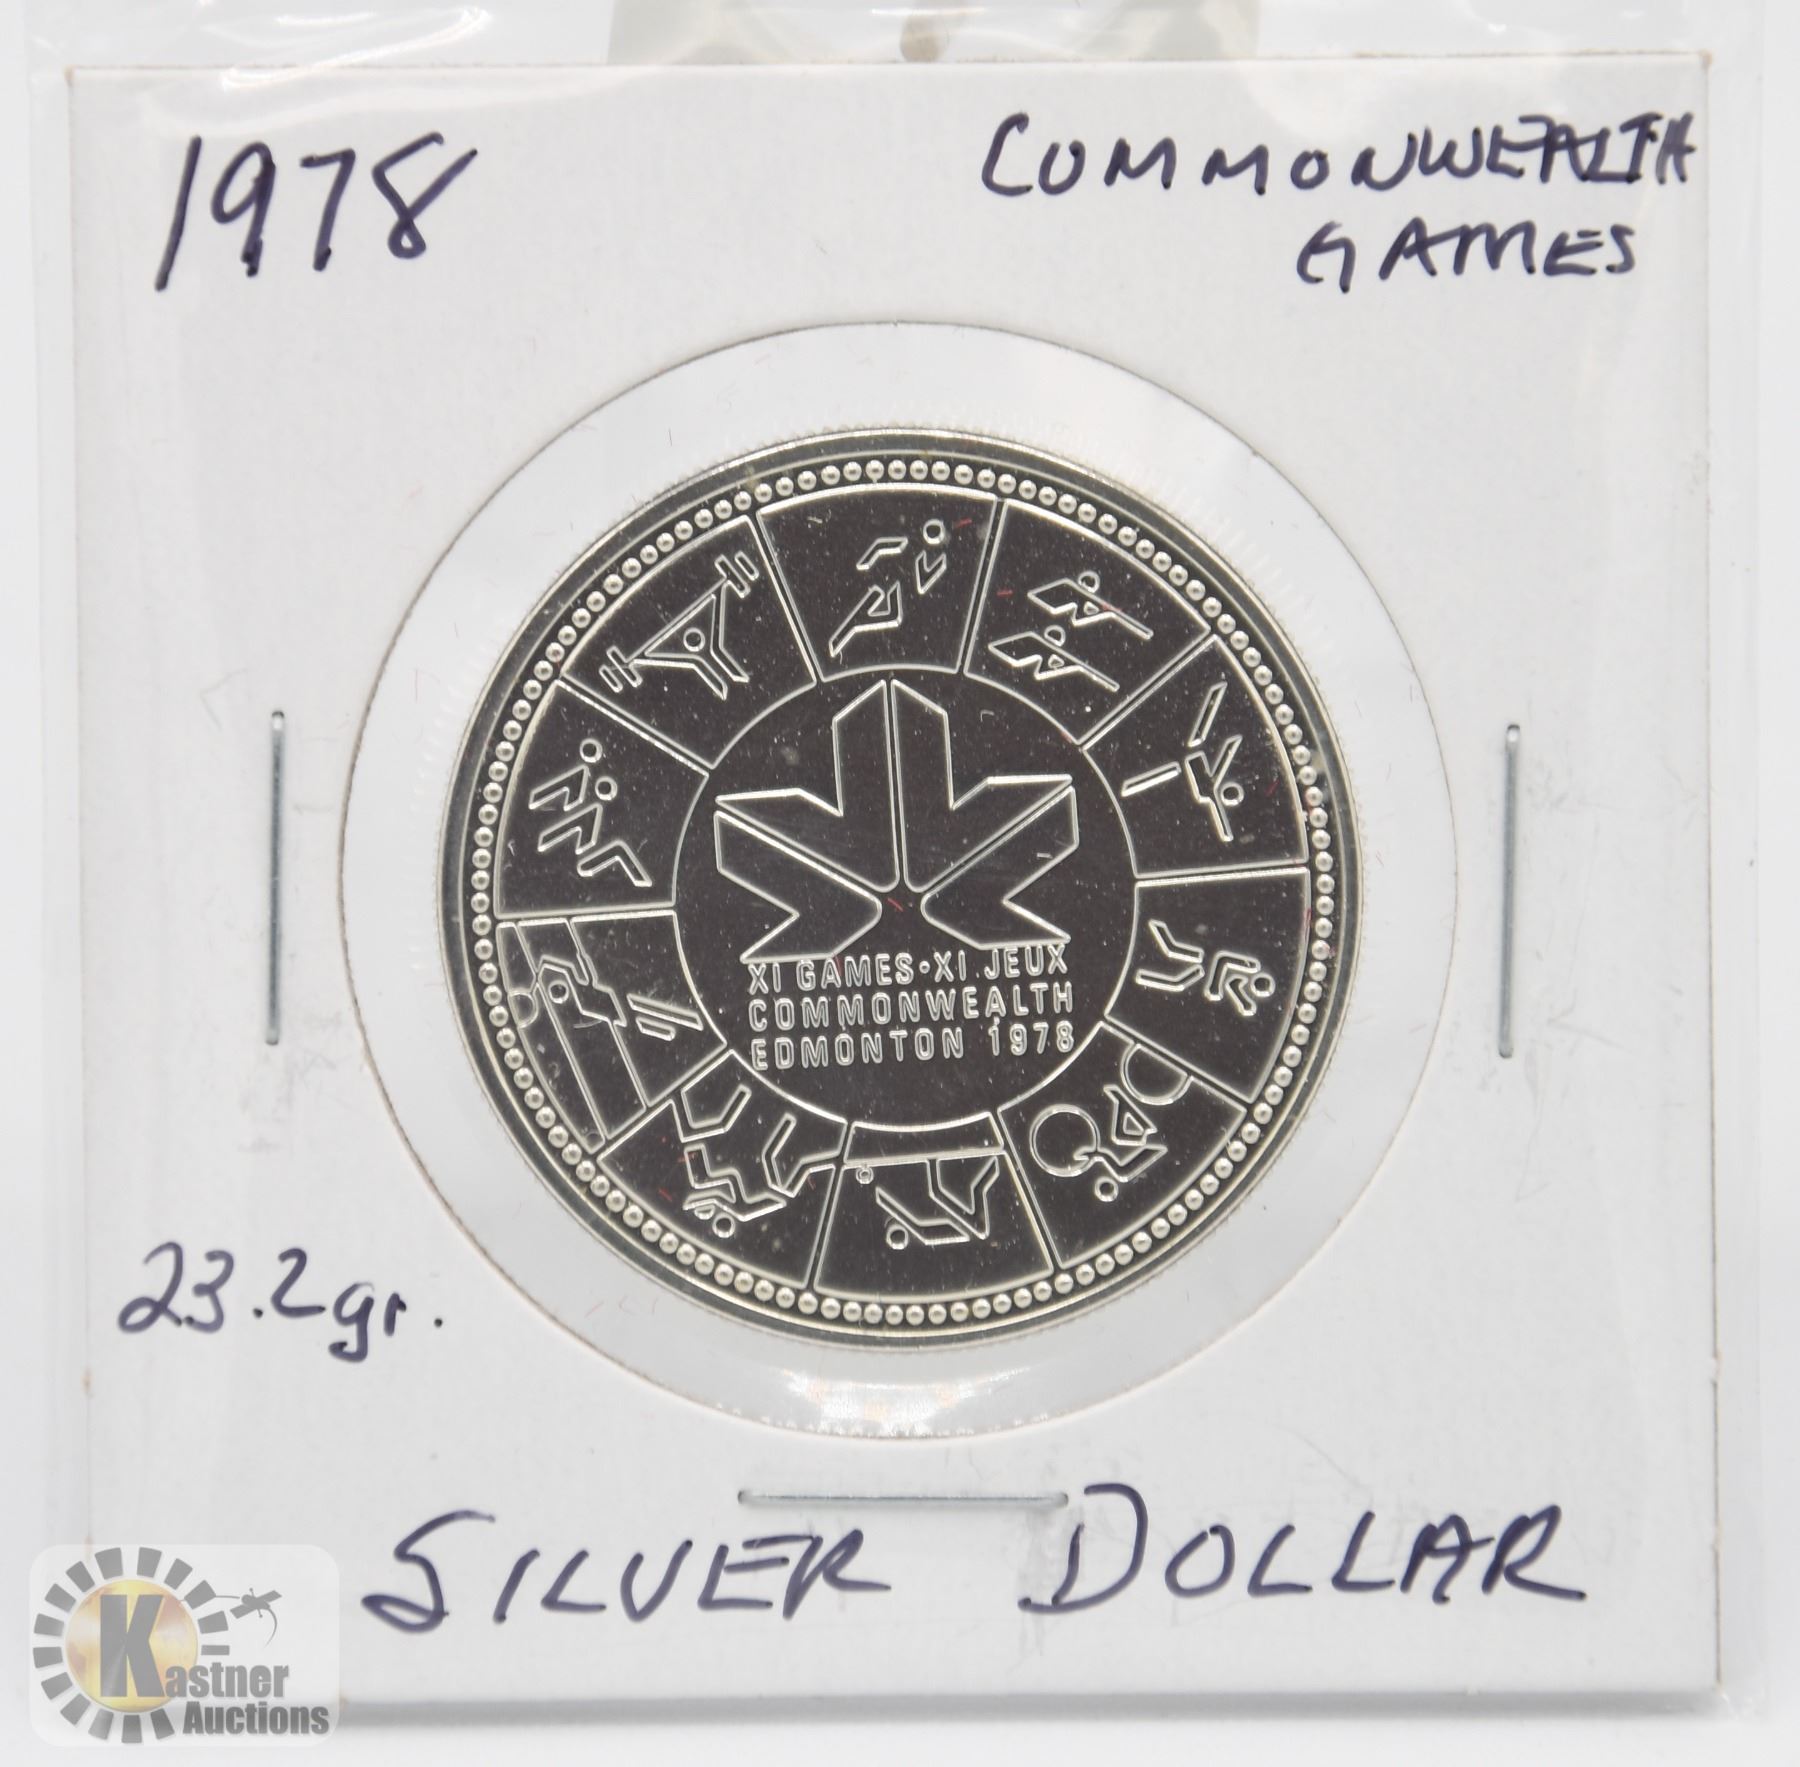 1978
COMMONWEALTH
GAMES
XI GAMES • XI JEUX
COMMONWEALTH
EDMONTON 1978
23.2gr.
SILVER DOLLAR
Kastner
Auctions